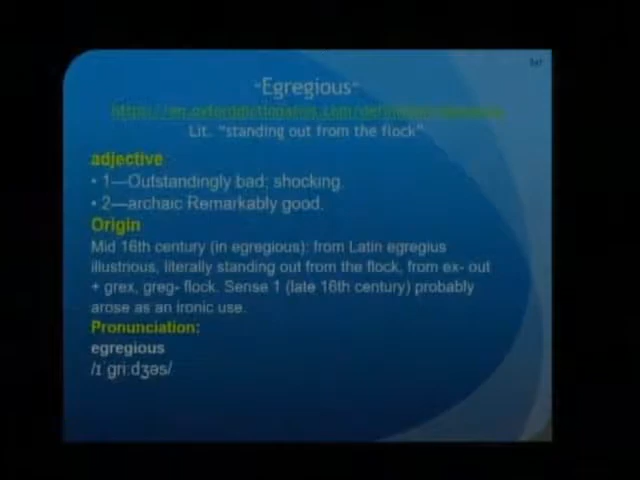 -Egregious-
Lit. "standing out from the flock"
adjective
• 1—Outstandingly bad; shocking.
• 2—archaic Remarkably good.
Origin
Mid 16th century (in egregious): from Latin egregius
illustrious, literally standing out from the flock, from ex- out
+ grex, greg- flock. Sense 1 (late 16th century) probably
arose as an ironic use.
Pronunciation:
egregious
/ɪˈgriːdʒəs/